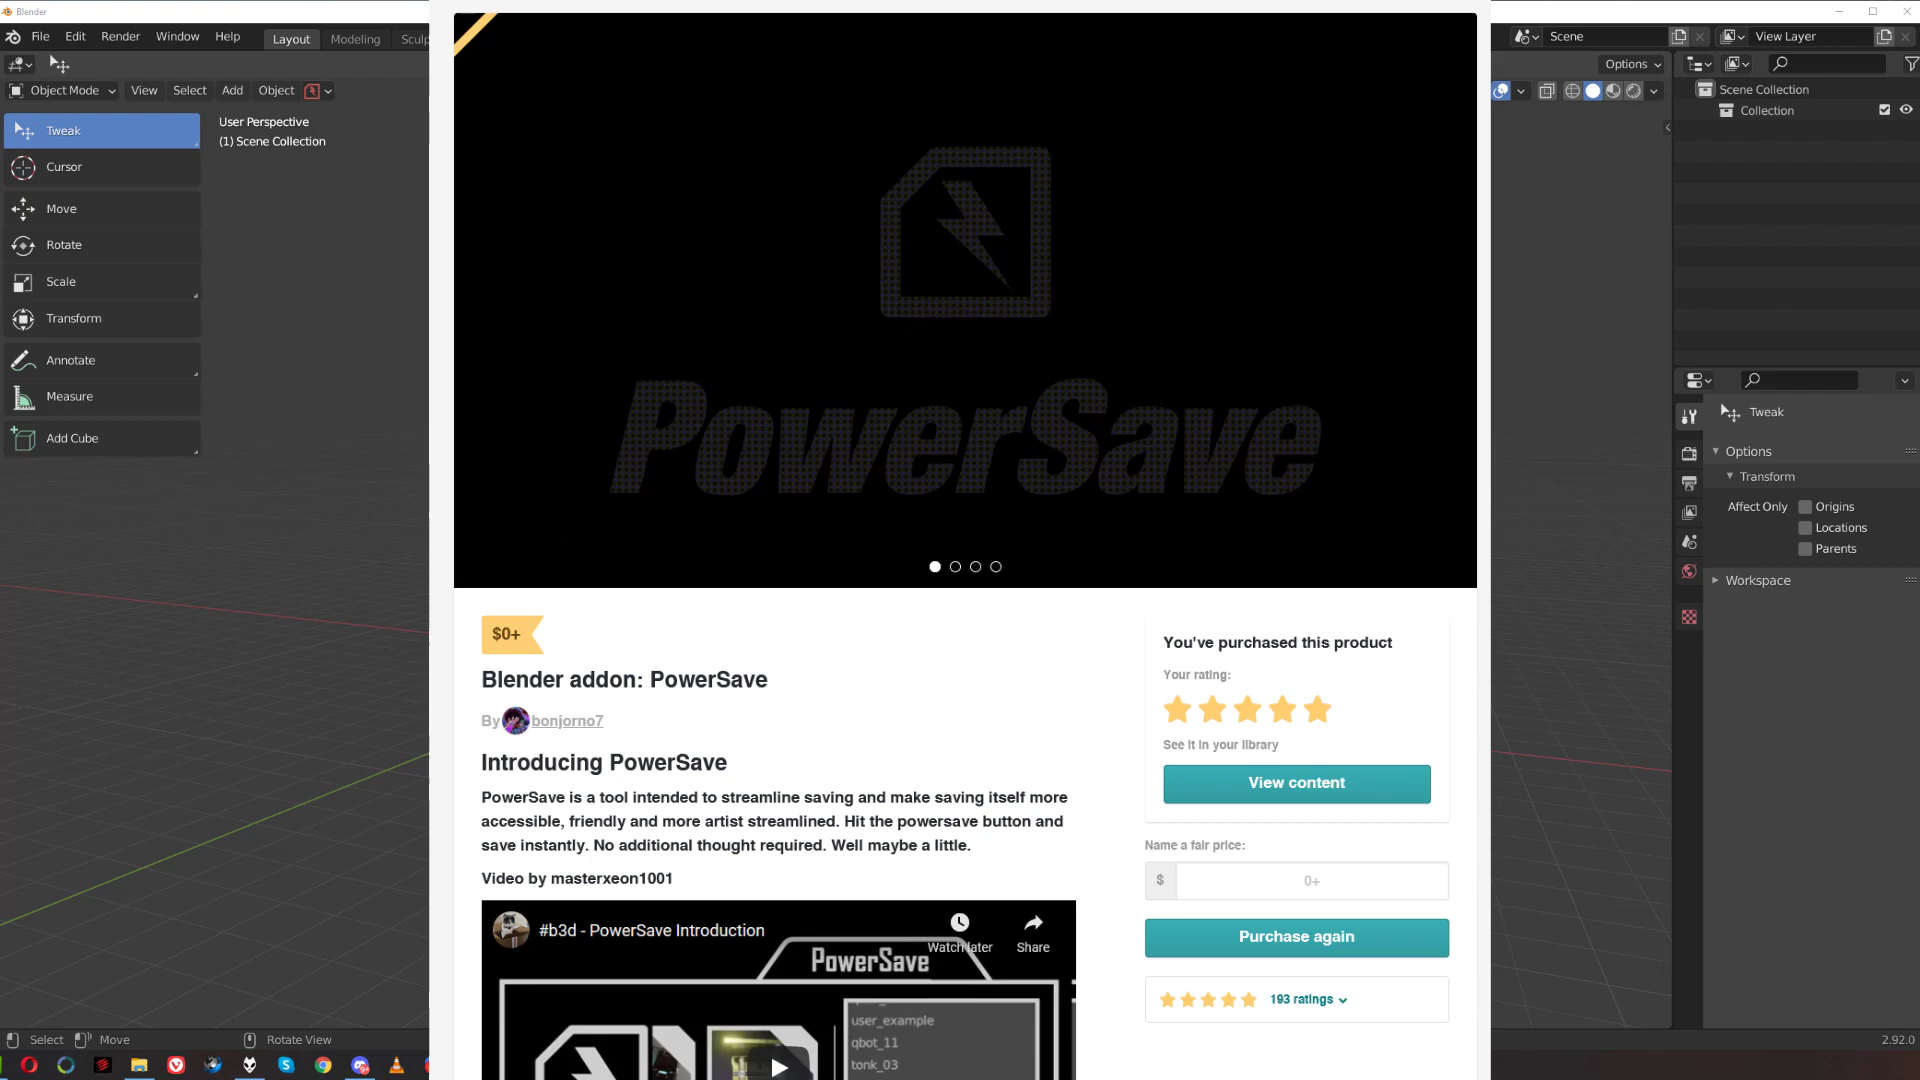 Blender
File Edit Render Window Help Layout Modeling Sculp
Scene View Layer
Options
Object Mode View Select Add Object
Scene Collection
Collection
Tweak
Cursor
Move
Rotate
Scale
Transform
Annotate
Measure
Add Cube
User Perspective
(1) Scene Collection
PowerSave
$0+
Blender addon: PowerSave
By bonjorno7
Introducing PowerSave
PowerSave is a tool intended to streamline saving and make saving itself more
accessible, friendly and more artist streamlined. Hit the powersave button and
save instantly. No additional thought required. Well maybe a little.
Video by masterxeon1001
#b3d - PowerSave Introduction
Watch later Share
PowerSave
user_example
qbot_11
tonk_03
You've purchased this product
Your rating:
See it in your library
View content
Name a fair price:
$ 0+
Purchase again
193 ratings
Tweak
Options
Transform
Affect Only Origins
Locations
Parents
Workspace
Select Move Rotate View
2.92.0